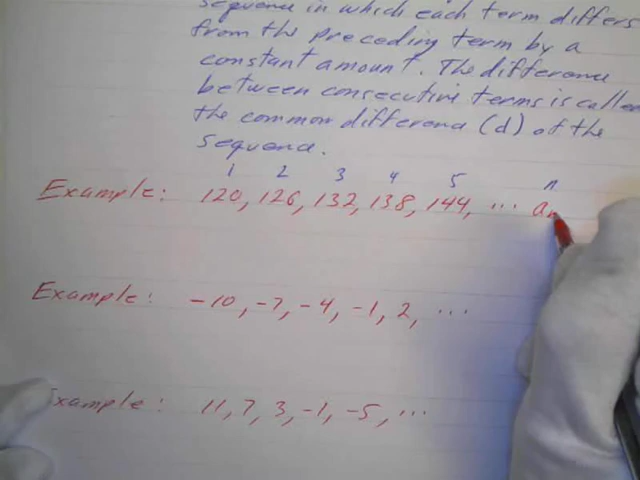 sequence in which each term differs
from the preceding term by a
constant amount. The difference
between consecutive terms is called
the common difference (d) of the
sequence.
1 2 3 4 5 n
Example: 120, 126, 132, 138, 144, ... an
Example: -10, -7, -4, -1, 2, ...
Example: 11, 7, 3, -1, -5, ...